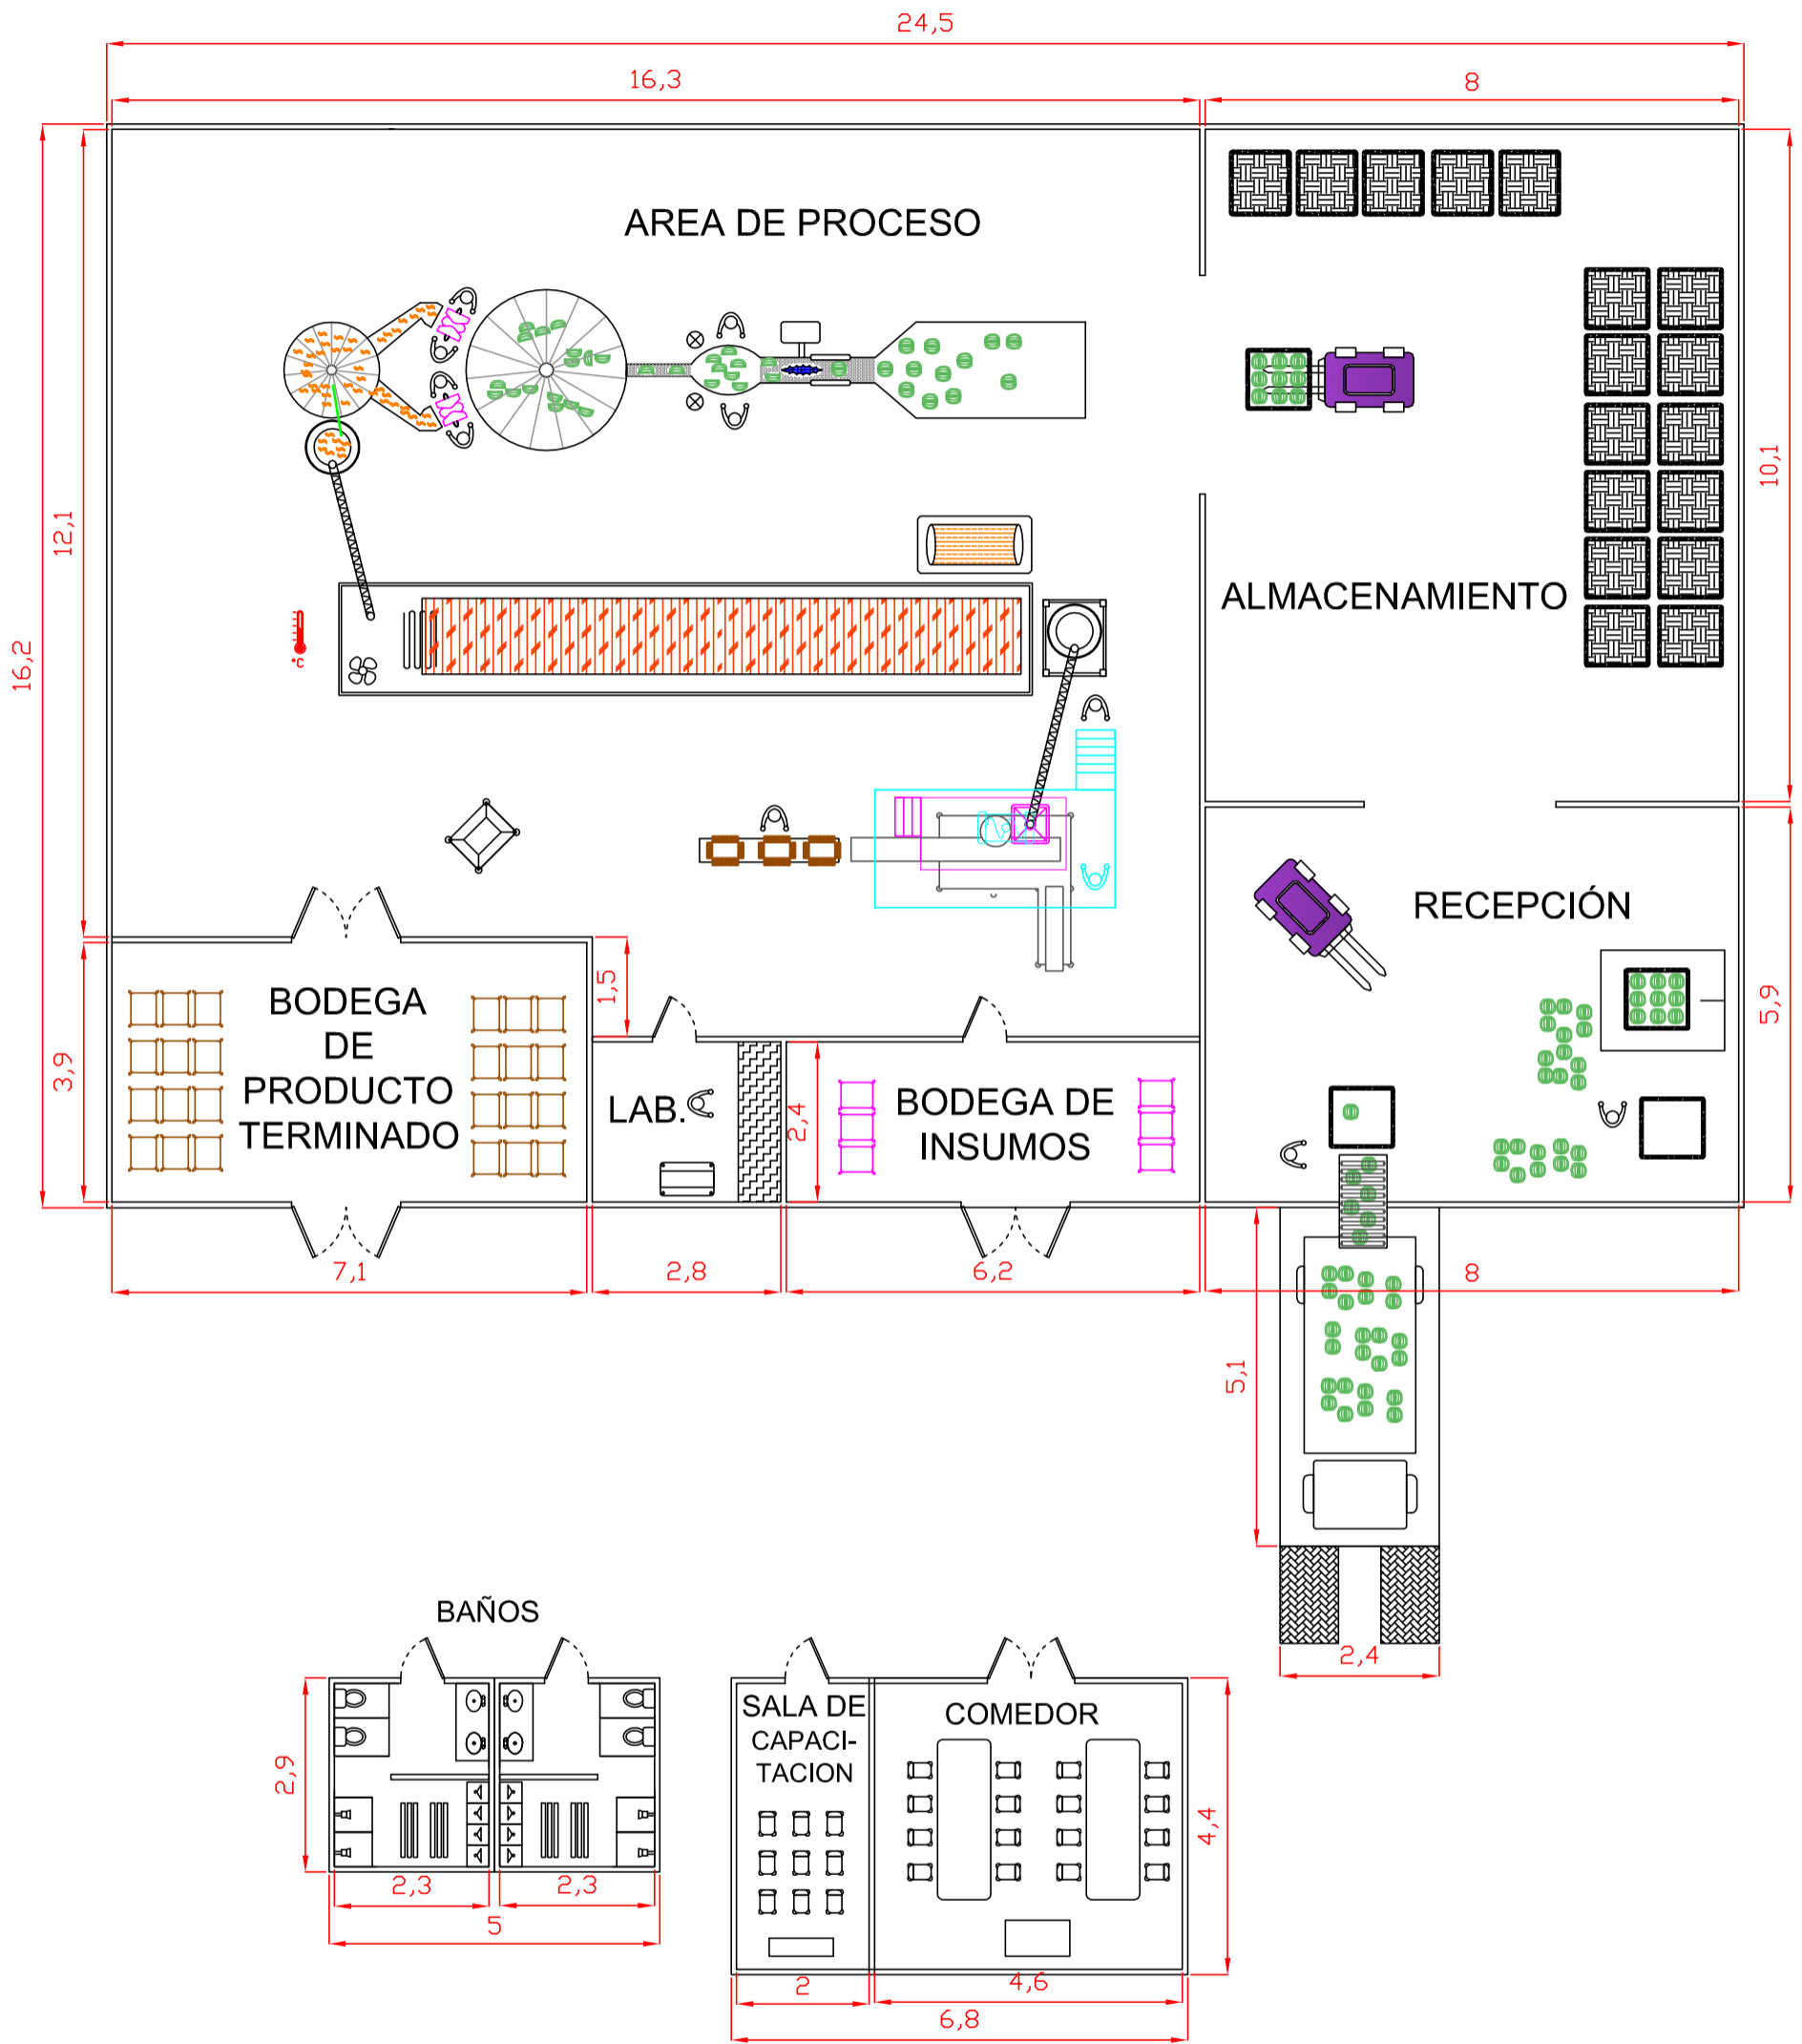 24,5
16,3
8
AREA DE PROCESO
12,1
16,2
10,1
°C
ALMACENAMIENTO
RECEPCIÓN
1,5
5,9
3,9
BODEGA
DE
PRODUCTO
TERMINADO
LAB.
2,4
BODEGA DE
INSUMOS
7,1
2,8
6,2
8
5,1
2,4
BAÑOS
2,9
2,3
2,3
5
SALA DE
CAPACI-
TACION
COMEDOR
4,4
2
4,6
6,8